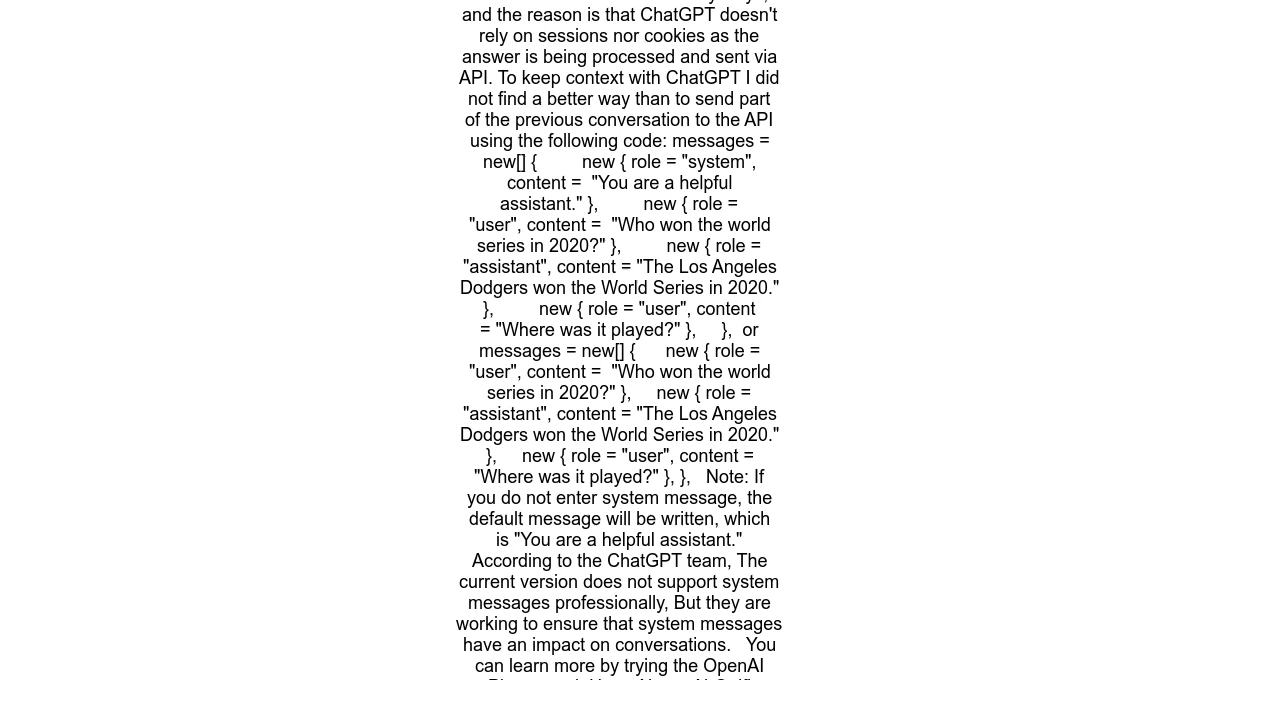 and the reason is that ChatGPT doesn't
rely on sessions nor cookies as the
answer is being processed and sent via
API. To keep context with ChatGPT I did
not find a better way than to send part
of the previous conversation to the API
using the following code: messages =
new[] { new { role = "system",
content = "You are a helpful
assistant." }, new { role =
"user", content = "Who won the world
series in 2020?" }, new { role =
"assistant", content = "The Los Angeles
Dodgers won the World Series in 2020."
}, new { role = "user", content
= "Where was it played?" }, }, or
messages = new[] { new { role =
"user", content = "Who won the world
series in 2020?" }, new { role =
"assistant", content = "The Los Angeles
Dodgers won the World Series in 2020."
}, new { role = "user", content =
"Where was it played?" }, }, Note: If
you do not enter system message, the
default message will be written, which
is "You are a helpful assistant."
According to the ChatGPT team, The
current version does not support system
messages professionally, But they are
working to ensure that system messages
have an impact on conversations. You
can learn more by trying the OpenAI